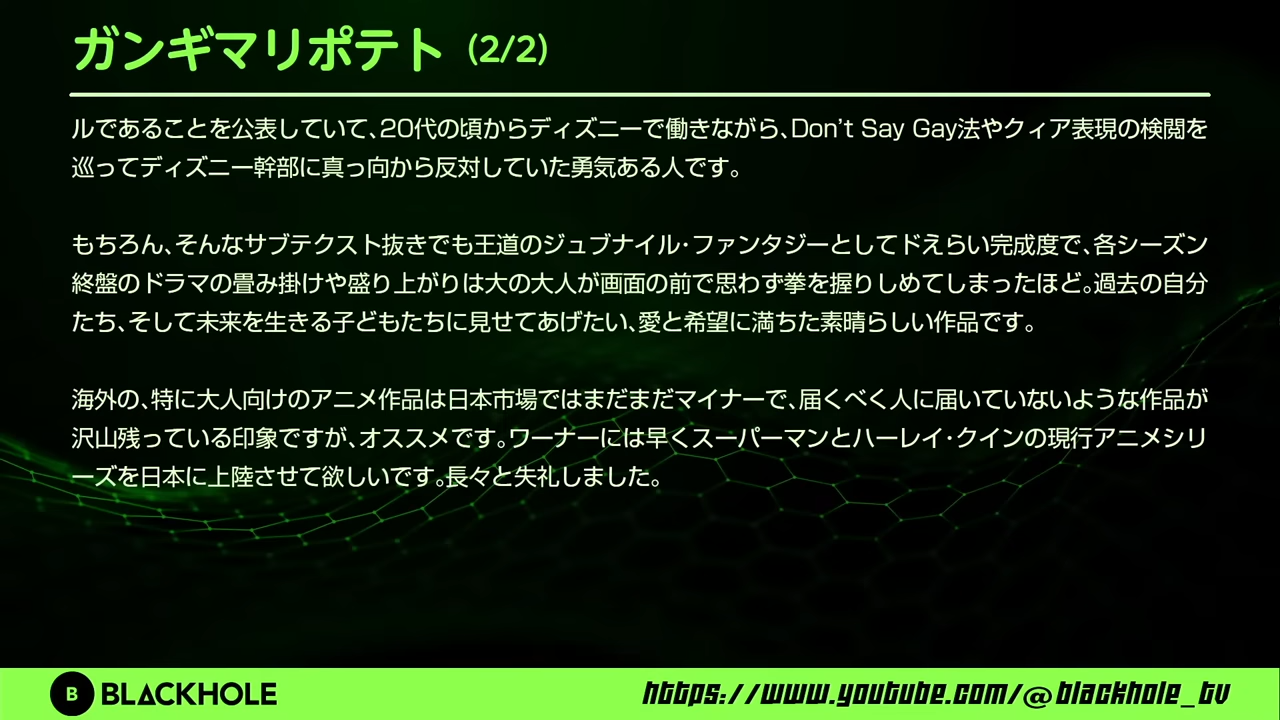 ガンギマリポテト (2/2)
ルであることを公表していて、20代の頃からディズニーで働きながら、Don't Say Gay法やクィア表現の検閲を
巡ってディズニー幹部に真っ向から反対していた勇気ある人です。
もちろん、そんなサブテクスト抜きでも王道のジュブナイル・ファンタジーとしてドえらい完成度で、各シーズン
終盤のドラマの畳み掛けや盛り上がりは大の大人が画面の前で思わず拳を握りしめてしまったほど。過去の自分
たち、そして未来を生きる子どもたちに見せてあげたい、愛と希望に満ちた素晴らしい作品です。
海外の、特に大人向けのアニメ作品は日本市場ではまだまだマイナーで、届くべく人に届いていないような作品が
沢山残っている印象ですが、オススメです。ワーナーには早くスーパーマンとハーレイ・クインの現行アニメシリ
ーズを日本に上陸させて欲しいです。長々と失礼しました。
B BLACKHOLE
https://www.youtube.com/@blackhole_tv